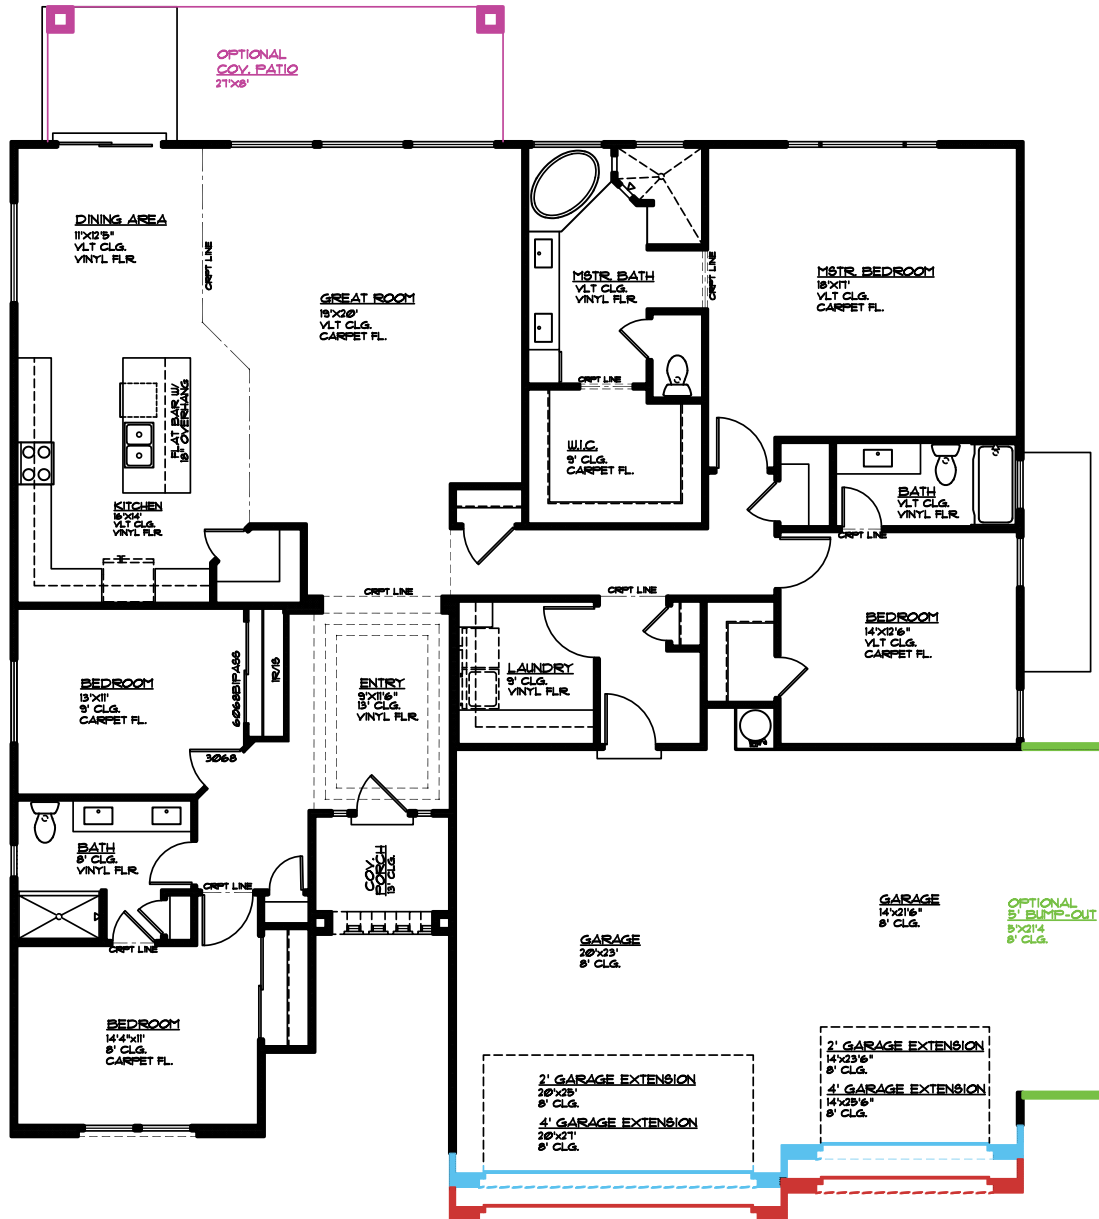 OPTIONAL
COV. PATIO
27'X8'
DINING AREA
11'X12'5"
VLT CLG.
VINYL FLR.
CRPT LINE
GREAT ROOM
19'X20'
VLT CLG.
CARPET FL.
MSTR. BATH
VLT CLG.
VINYL FLR.
CRPT LINE
MSTR. BEDROOM
18'X17'
VLT CLG.
CARPET FL.
CRPT LINE
FLAT BAR W/
18" OVERHANG
W.I.C.
9' CLG.
CARPET FL.
KITCHEN
16'X14'
VLT CLG.
VINYL FLR.
BATH
VLT CLG.
VINYL FLR.
CRPT LINE
CRPT LINE
CRPT LINE
BEDROOM
14'X12'6"
VLT CLG.
CARPET FL.
BEDROOM
13'X11'
9' CLG.
CARPET FL.
6068BIPASS
1R/1S
ENTRY
9'X11'6"
13' CLG.
VINYL FLR.
LAUNDRY
9' CLG.
VINYL FLR.
3068
BATH
8' CLG.
VINYL FLR.
COV.
PORCH
13' CLG.
CRPT LINE
CRPT LINE
GARAGE
20'x23'
8' CLG.
GARAGE
14'x21'6"
8' CLG.
OPTIONAL
5' BUMP-OUT
5'X21'4
8' CLG.
BEDROOM
14'4"x11'
8' CLG.
CARPET FL.
2' GARAGE EXTENSION
20'x25'
8' CLG.
4' GARAGE EXTENSION
20'x27'
8' CLG.
2' GARAGE EXTENSION
14'x23'6"
8' CLG.
4' GARAGE EXTENSION
14'x25'6"
8' CLG.